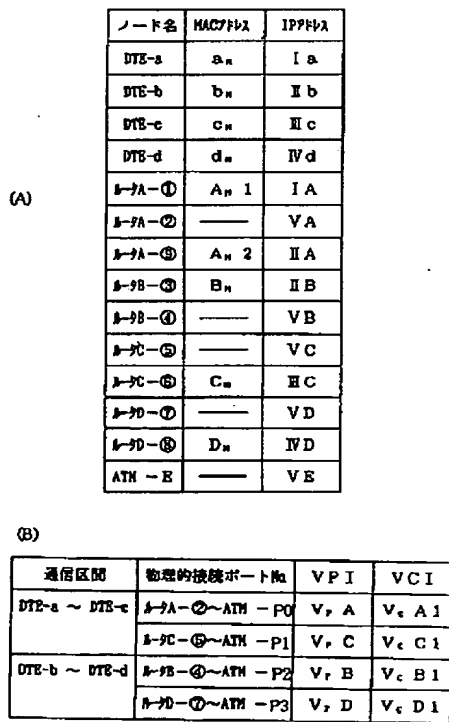 (A)
ノード名 MACアドレス IPアドレス
DTE-a aM Ⅰa
DTE-b bM Ⅱb
DTE-c cM Ⅲc
DTE-d dM Ⅳd
ルータA-① AM 1 ⅠA
ルータA-② —— ⅤA
ルータA-⑨ AM 2 ⅡA
ルータB-③ BM ⅡB
ルータB-④ —— ⅤB
ルータC-⑤ —— ⅤC
ルータC-⑥ CM ⅢC
ルータD-⑦ —— ⅤD
ルータD-⑧ DM ⅣD
ATM-E —— ⅤE
(B)
通信区間 物理的接続ポートNo. VPI VCI
DTE-a ～ DTE-c ルータA-②～ATM-P0 VP A VC A1
ルータC-⑤～ATM-P1 VP C VC C1
DTE-b ～ DTE-d ルータB-④～ATM-P2 VP B VC B1
ルータD-⑦～ATM-P3 VP D VC D1